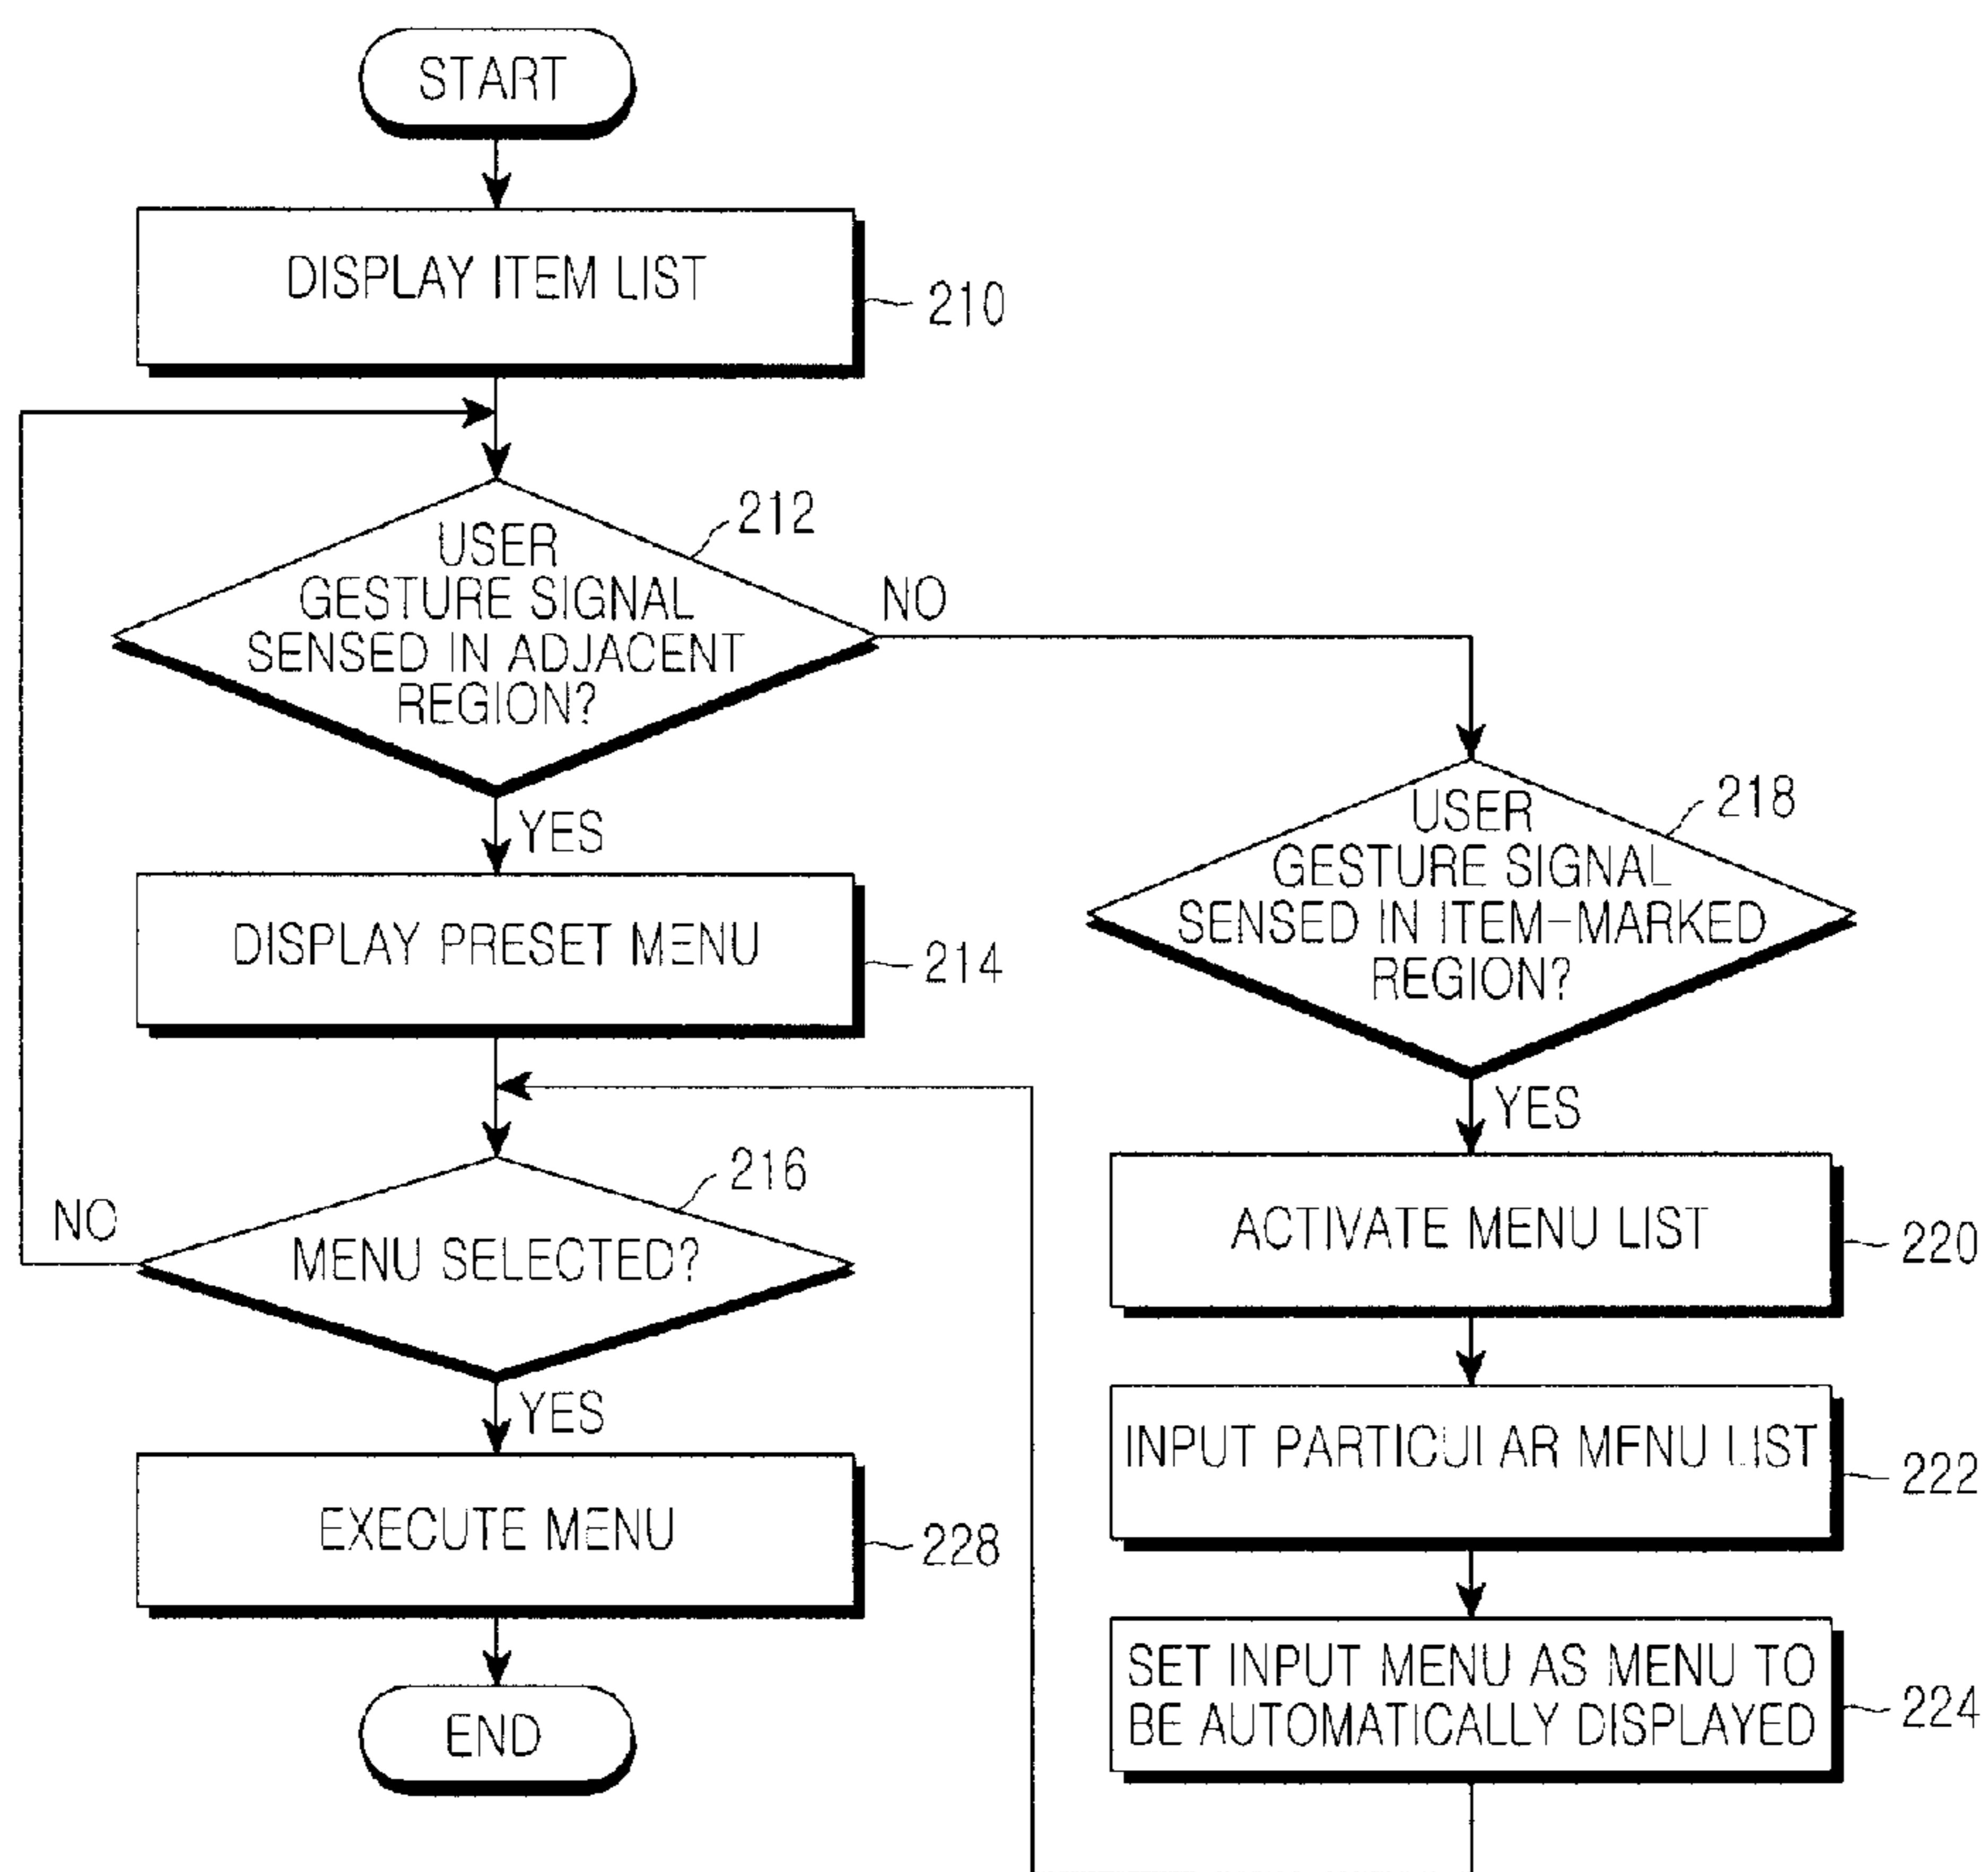 START
DISPLAY ITEM LIST
210
212
USER
GESTURE SIGNAL
SENSED IN ADJACENT
REGION?
NO
YES
DISPLAY PRESET MENU
214
216
MENU SELECTED?
NO
YES
EXECUTE MENU
228
END
218
USER
GESTURE SIGNAL
SENSED IN ITEM-MARKED
REGION?
YES
ACTIVATE MENU LIST
220
INPUT PARTICULAR MENU LIST
222
SET INPUT MENU AS MENU TO
BE AUTOMATICALLY DISPLAYED
224